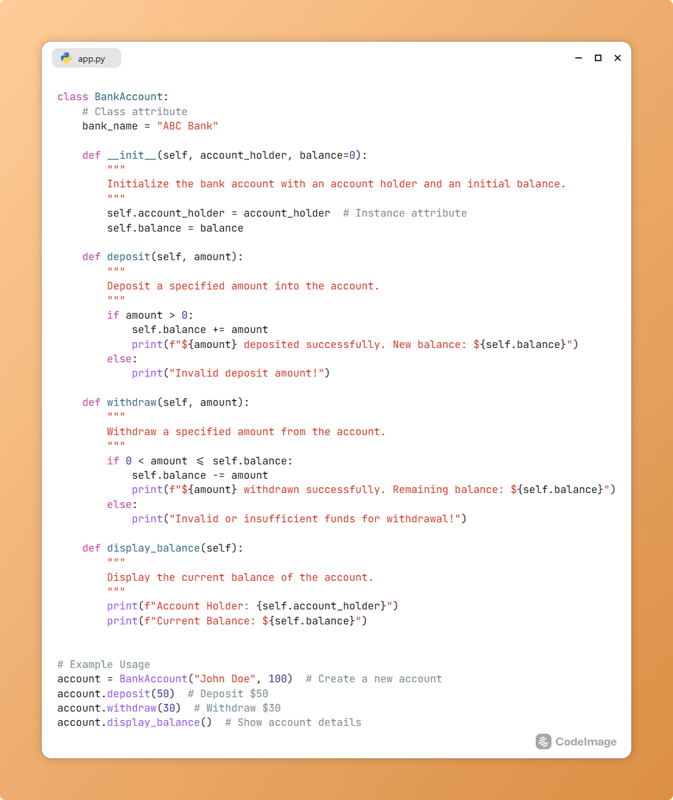 app.py
class BankAccount:
    # Class attribute
    bank_name = "ABC Bank"
    def __init__(self, account_holder, balance=0):
        """
        Initialize the bank account with an account holder and an initial balance.
        """
        self.account_holder = account_holder  # Instance attribute
        self.balance = balance
    def deposit(self, amount):
        """
        Deposit a specified amount into the account.
        """
        if amount > 0:
            self.balance += amount
            print(f"${amount} deposited successfully. New balance: ${self.balance}")
        else:
            print("Invalid deposit amount!")
    def withdraw(self, amount):
        """
        Withdraw a specified amount from the account.
        """
        if 0 < amount ⩽ self.balance:
            self.balance -= amount
            print(f"${amount} withdrawn successfully. Remaining balance: ${self.balance}")
        else:
            print("Invalid or insufficient funds for withdrawal!")
    def display_balance(self):
        """
        Display the current balance of the account.
        """
        print(f"Account Holder: {self.account_holder}")
        print(f"Current Balance: ${self.balance}")
# Example Usage
account = BankAccount("John Doe", 100)  # Create a new account
account.deposit(50)  # Deposit $50
account.withdraw(30)  # Withdraw $30
account.display_balance()  # Show account details
CodeImage